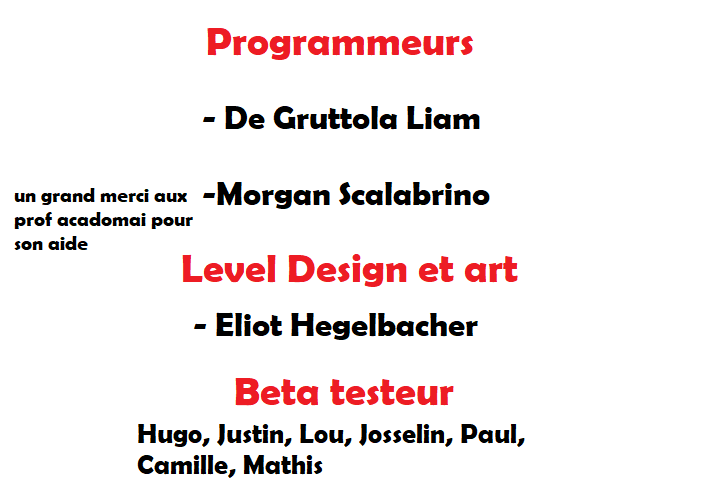 Programmeurs
- De Gruttola Liam
-Morgan Scalabrino
un grand merci aux
prof acadomai pour
son aide
Level Design et art
- Eliot Hegelbacher
Beta testeur
Hugo, Justin, Lou, Josselin, Paul,
Camille, Mathis